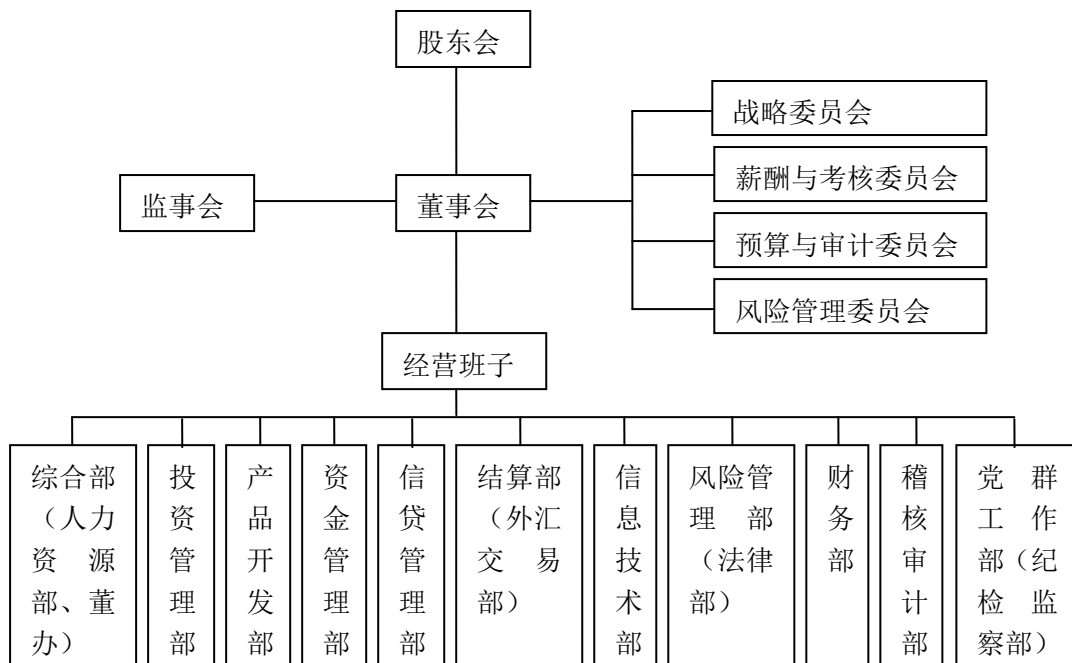 股东会
战略委员会
薪酬与考核委员会
监事会
董事会
预算与审计委员会
风险管理委员会
经营班子
综合部
（人力
资源
部、董
办）
投
资
管
理
部
产
品
开
发
部
资
金
管
理
部
信
贷
管
理
部
结算部
（外汇
交易
部）
信
息
技
术
部
风险管
理部
（法律
部）
财
务
部
稽
核
审
计
部
党群
工作
部（纪
检监
察部）